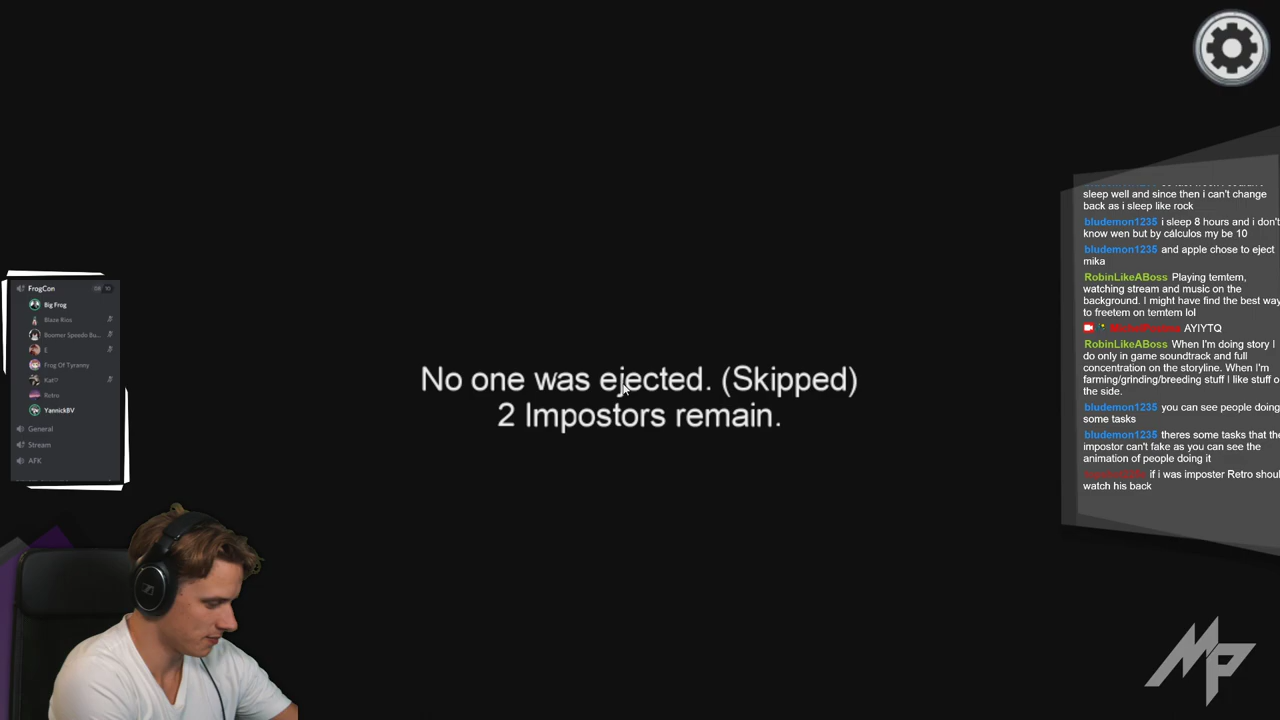 sleep well and since then i can't change
back as i sleep like rock
bludemon1235 i sleep 8 hours and i don't
know wen but by cálculos my be 10
bludemon1235 and apple chose to eject
mika
RobinLikeABoss Playing temtem,
watching stream and music on the
background. I might have find the best way
to freetem on temtem lol
AYIYTQ
RobinLikeABoss When I'm doing story I
do only in game soundtrack and full
concentration on the storyline. When I'm
farming/grinding/breeding stuff I like stuff o
the side.
bludemon1235 you can see people doing
some tasks
bludemon1235 theres some tasks that the
impostor can't fake as you can see the
animation of people doing it
if i was imposter Retro shoul
watch his back
FrogCon
Big Frog
Blaze Rios
Boomer Speedo Bu...
E
Frog Of Tyranny
Kat!!!
Retro
YannickBV
General
Stream
AFK
No one was ejected. (Skipped)
2 Impostors remain.
MP